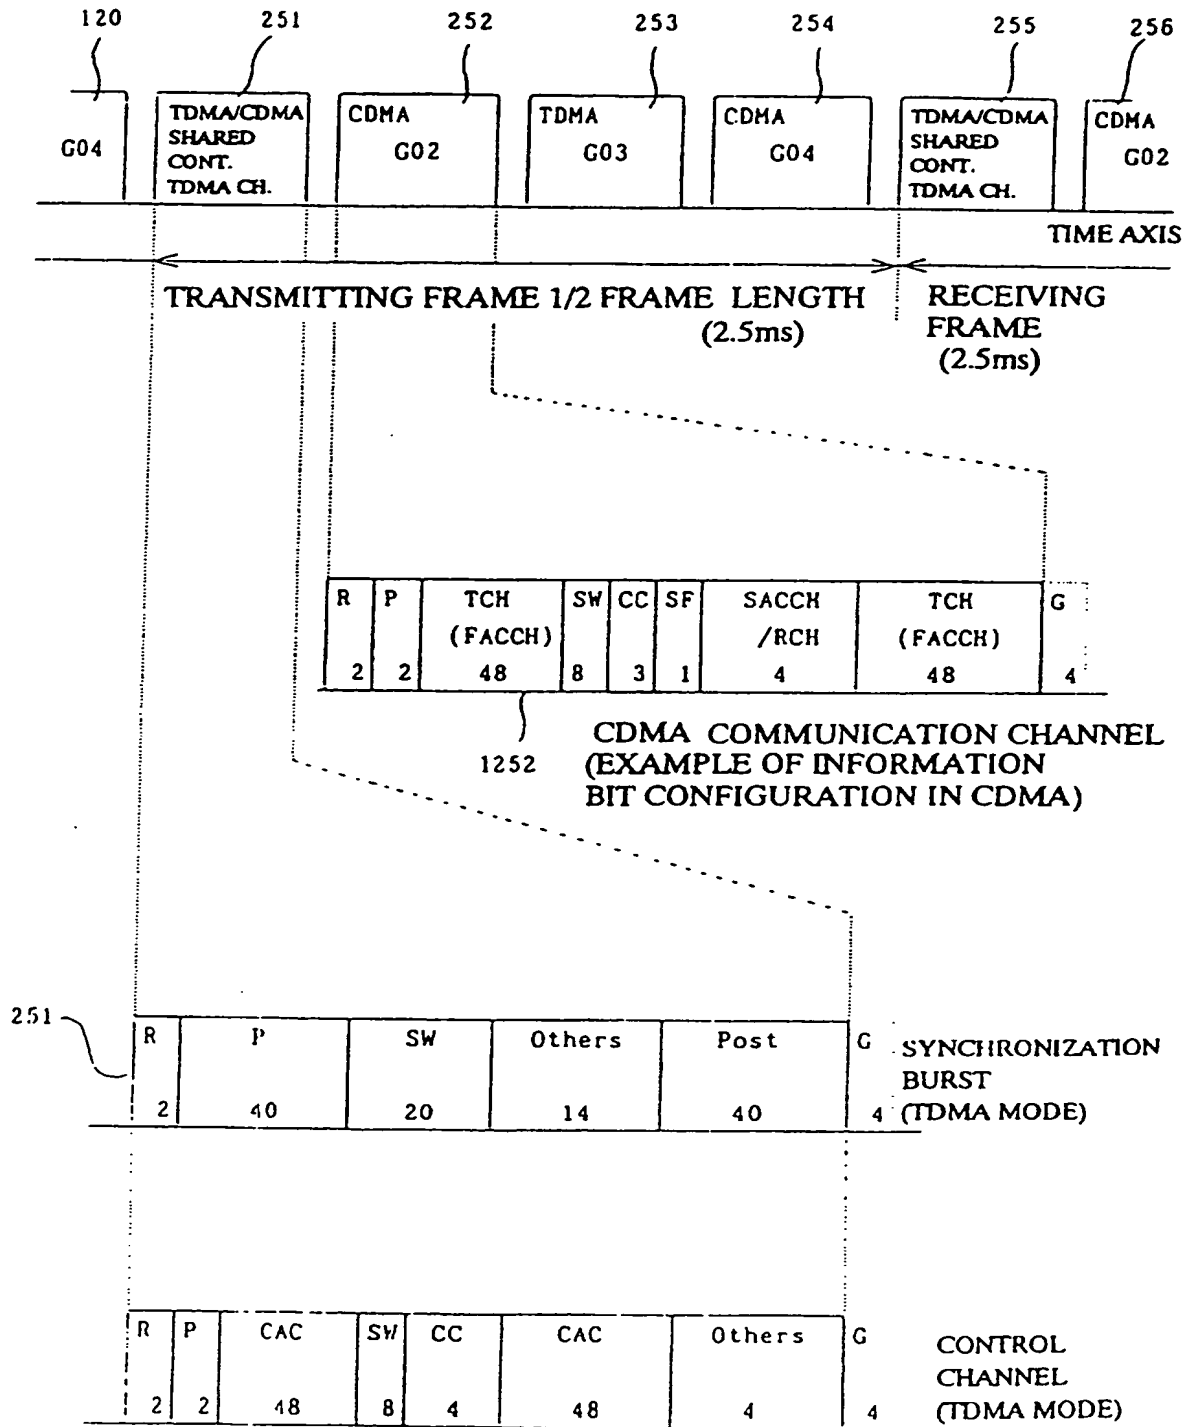 120 251 252 253 254 255 256
G04
TDMA/CDMA
SHARED
CONT.
TDMA CH.
CDMA
G02
TDMA
G03
CDMA
G04
TDMA/CDMA
SHARED
CONT.
TDMA CH.
CDMA
G02
TIME AXIS
TRANSMITTING FRAME 1/2 FRAME LENGTH
(2.5ms)
RECEIVING
FRAME
(2.5ms)
R P TCH SW CC SF SACCH TCH G
(FACCH) /RCH (FACCH)
2 2 48 8 3 1 4 48 4
1252
CDMA COMMUNICATION CHANNEL
(EXAMPLE OF INFORMATION
BIT CONFIGURATION IN CDMA)
251
R P SW Others Post G
2 40 20 14 40 4
SYNCHRONIZATION
BURST
(TDMA MODE)
R P CAC SW CC CAC Others G
2 2 48 8 4 48 4 4
CONTROL
CHANNEL
(TDMA MODE)